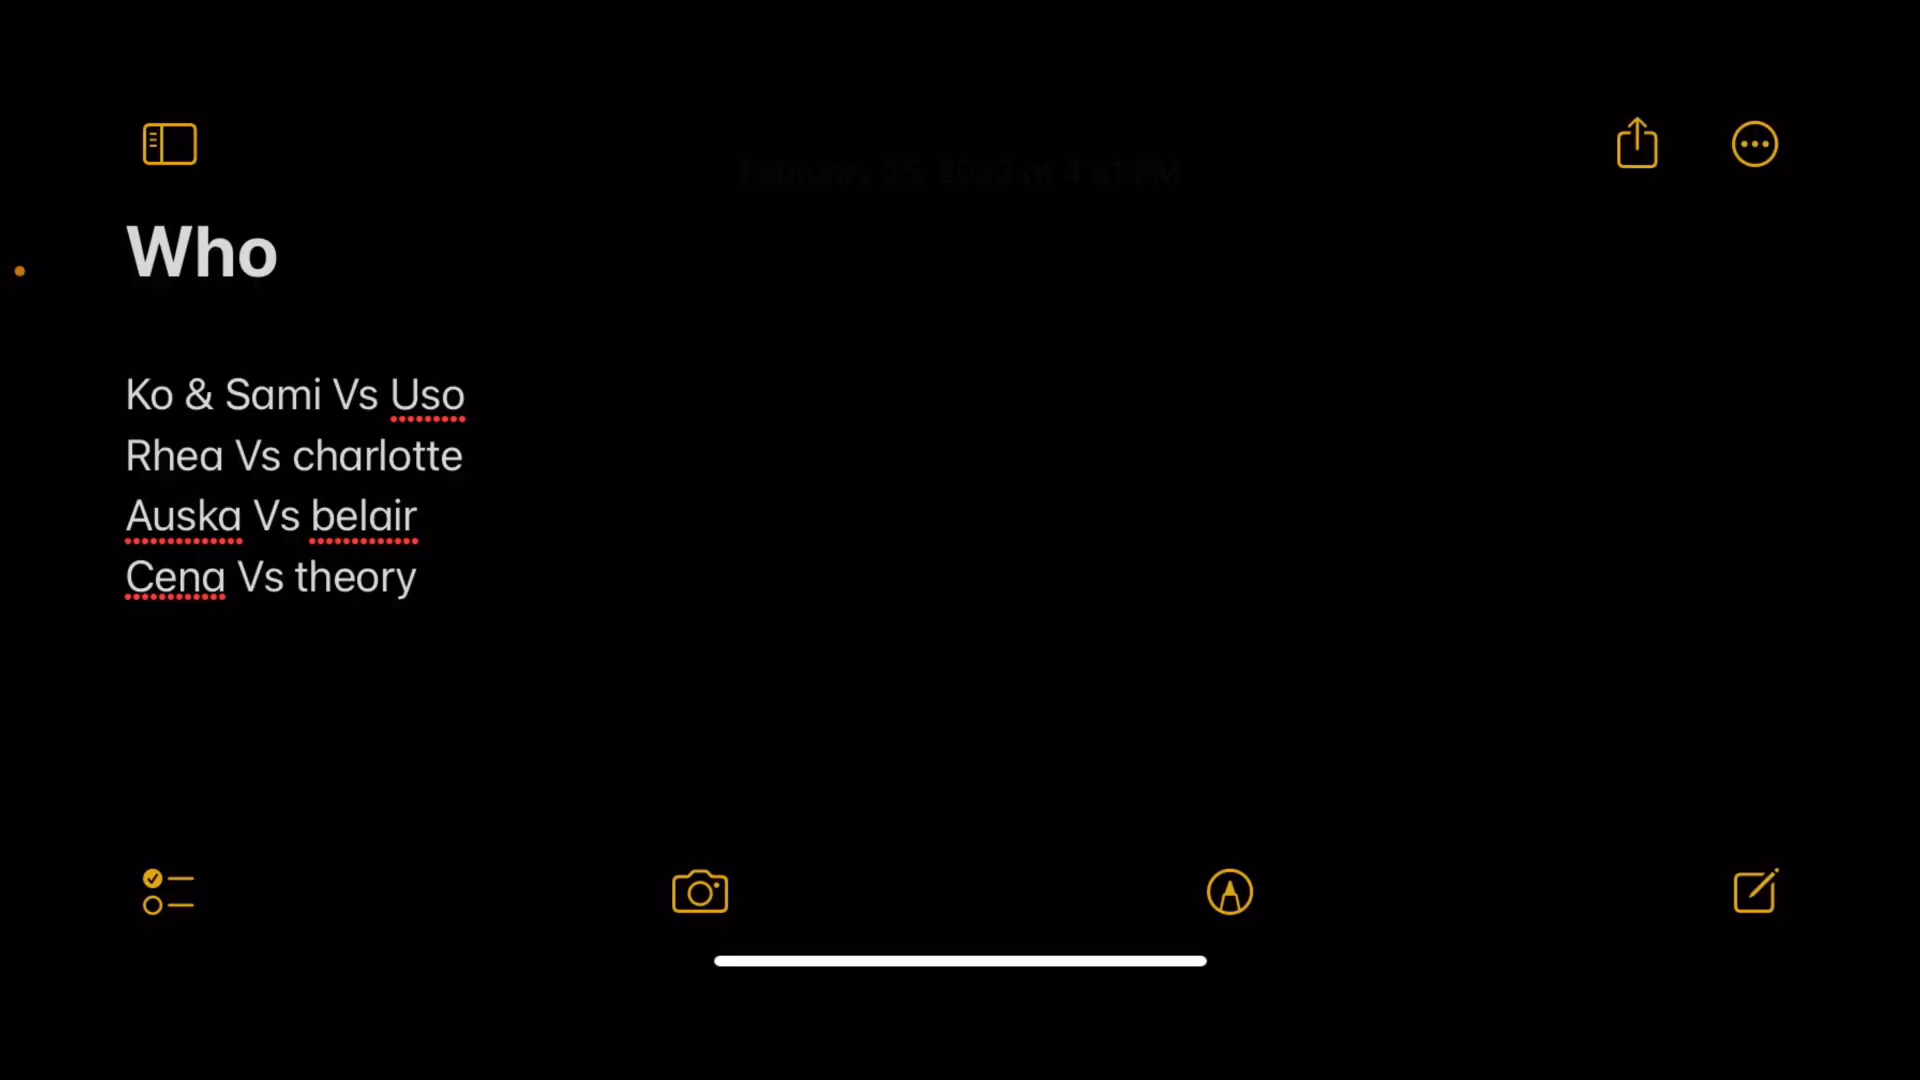 Who
Ko & Sami Vs Uso
Rhea Vs charlotte
Auska Vs belair
Cena Vs theory